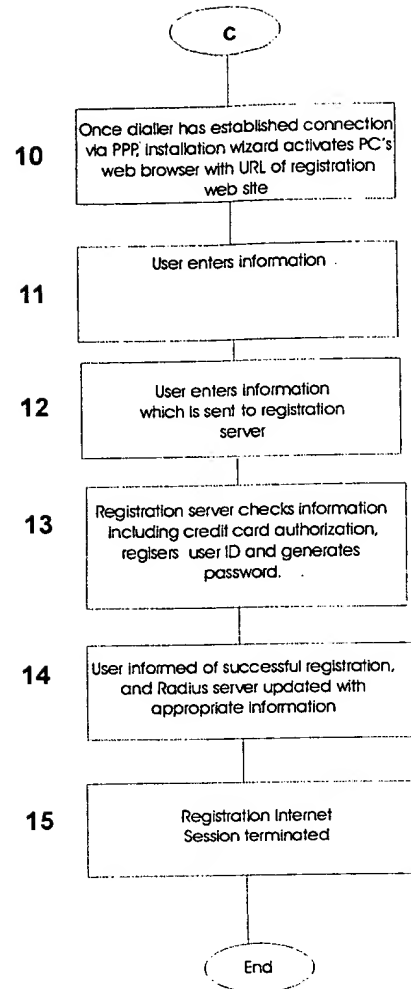 C
10
Once dialler has established connection
via PPP, installation wizard activates PC's
web browser with URL of registration
web site
11
User enters information
12
User enters information
which is sent to registration
server
13
Registration server checks information
including credit card authorization,
regisers user ID and generates
password.
14
User informed of successful registration,
and Radius server updated with
appropriate information
15
Registration Internet
Session terminated
End